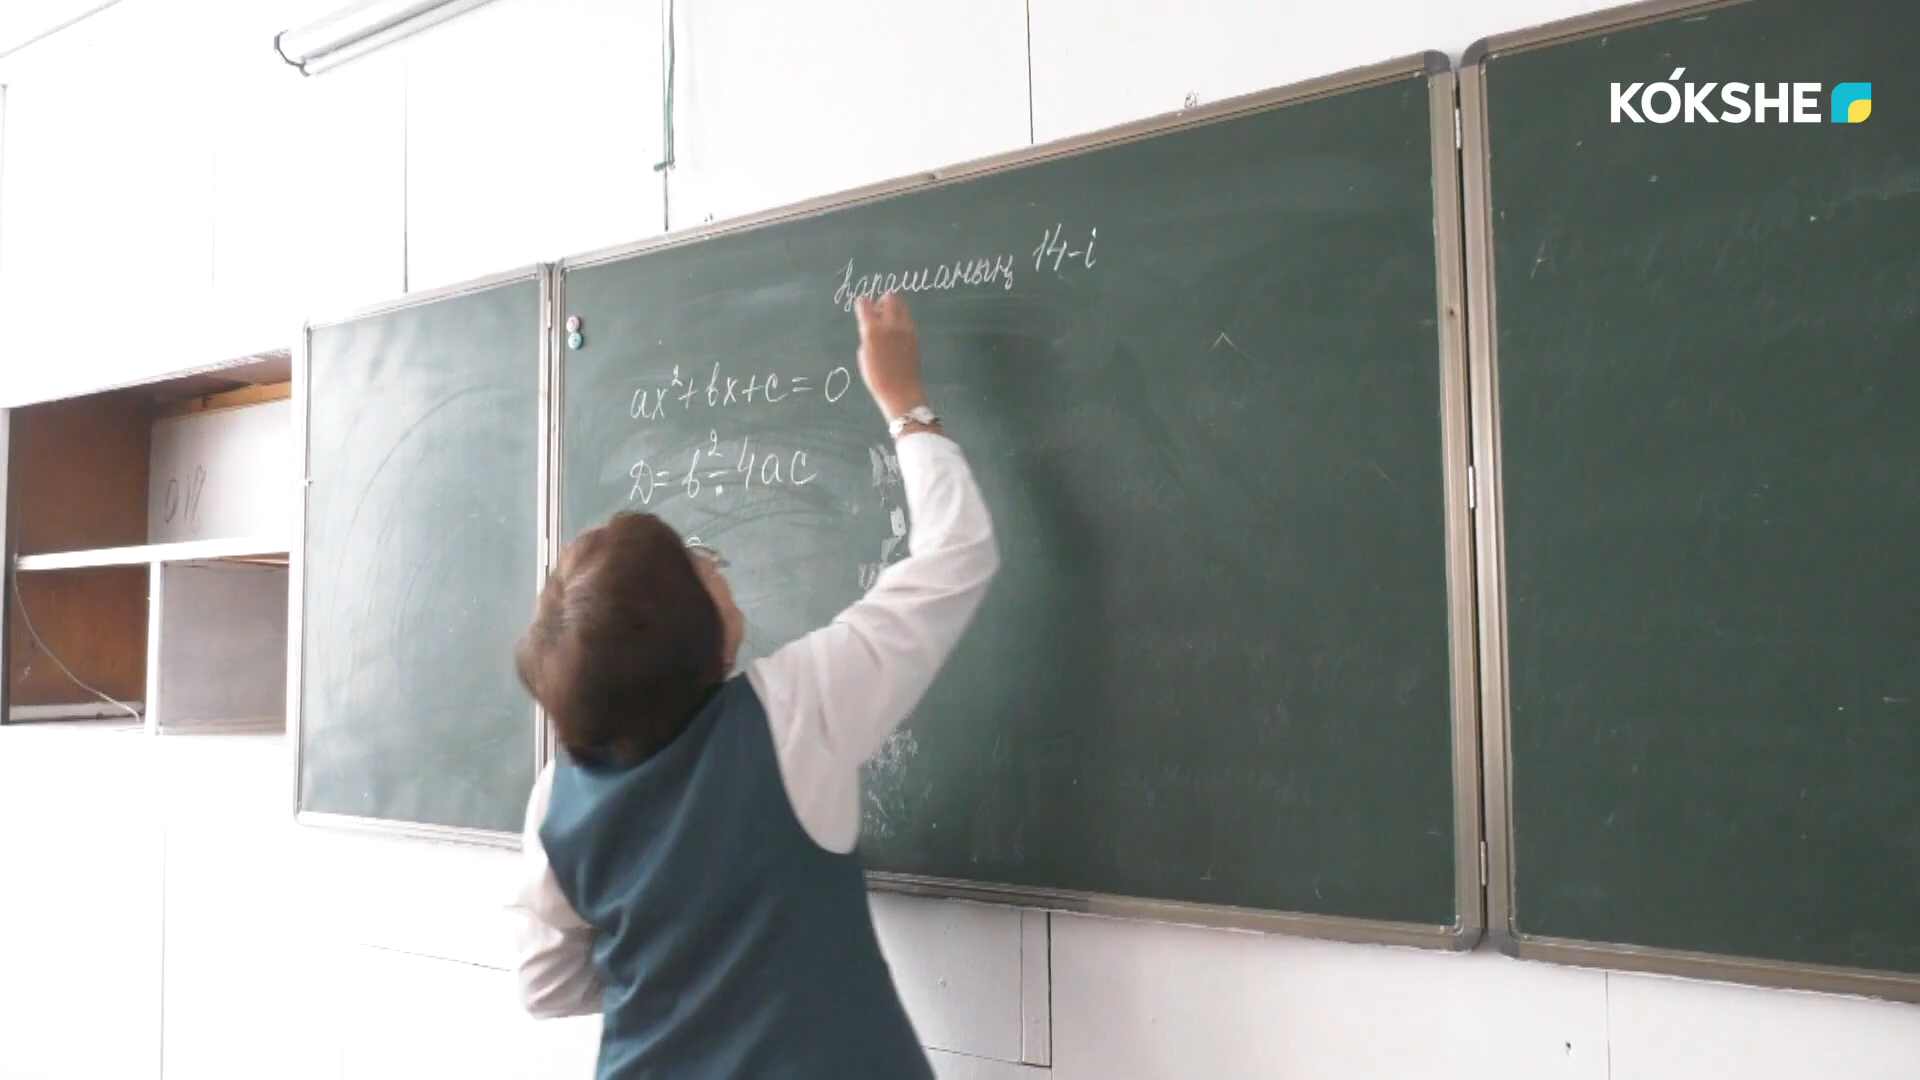 KÓKSHE
Қарашаның 14-і
ax²+bx+c=0
D=b²-4ac